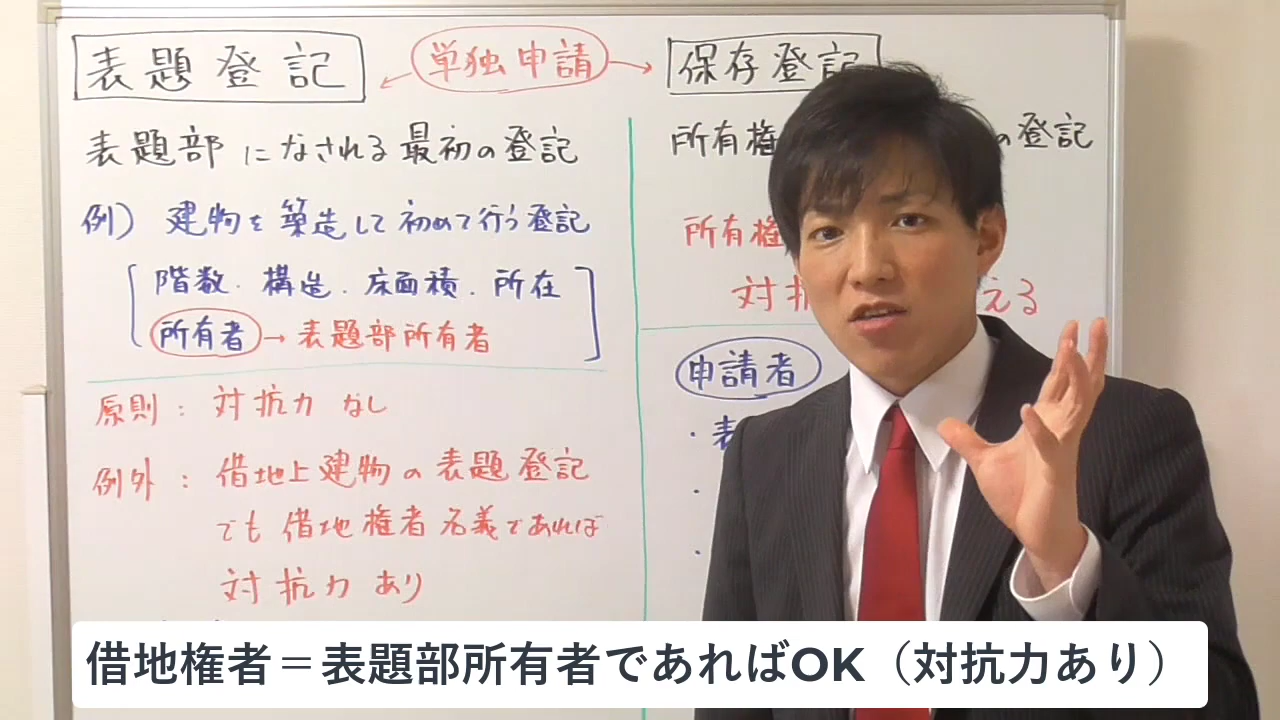 表題登記
単独申請
保存登記
表題部になされる最初の登記
例) 建物を築造して初めて行う登記
階数・構造・床面積・所在
所有者→表題部所有者
原則:対抗力なし
例外:借地上建物の表題登記
でも借地権者名義であれば
対抗力あり
所有権
の登記
所有権
対抗
える
申請者
・表
借地権者=表題部所有者であればOK(対抗力あり)